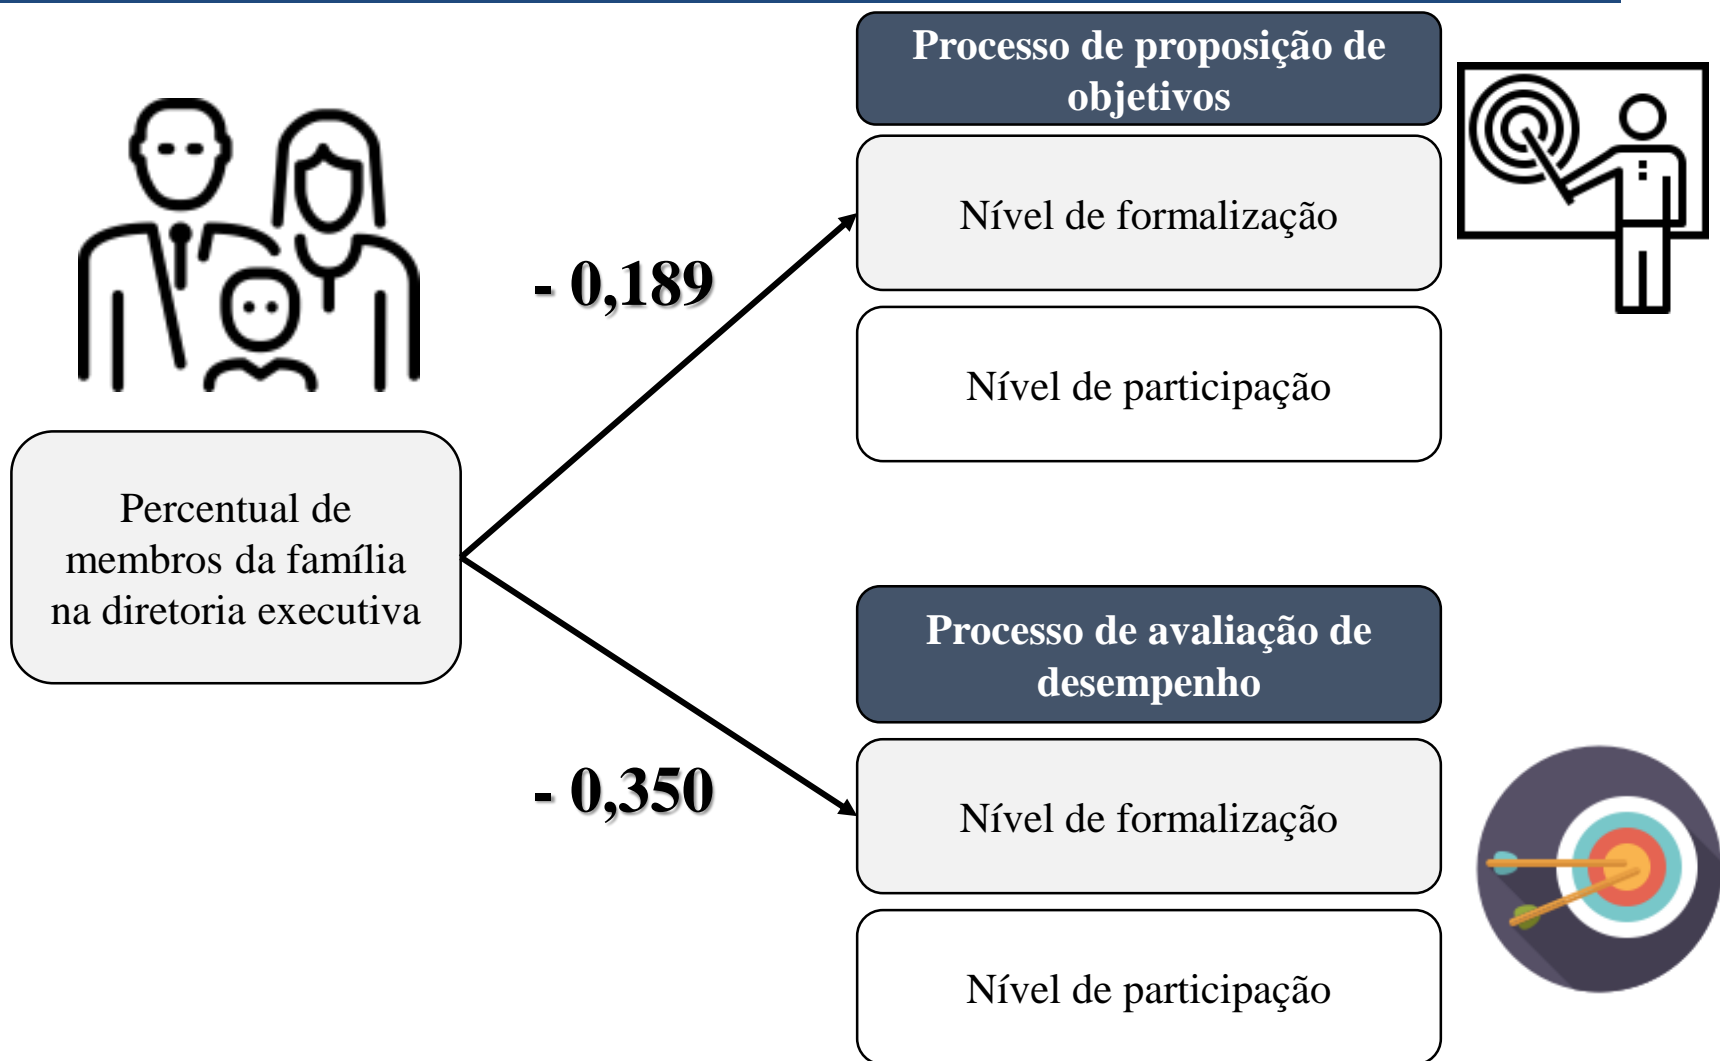 Processo de proposição de
objetivos
Nível de formalização
- 0,189
Nível de participação
Percentual de
membros da família
na diretoria executiva
Processo de avaliação de
desempenho
- 0,350
Nível de formalização
Nível de participação